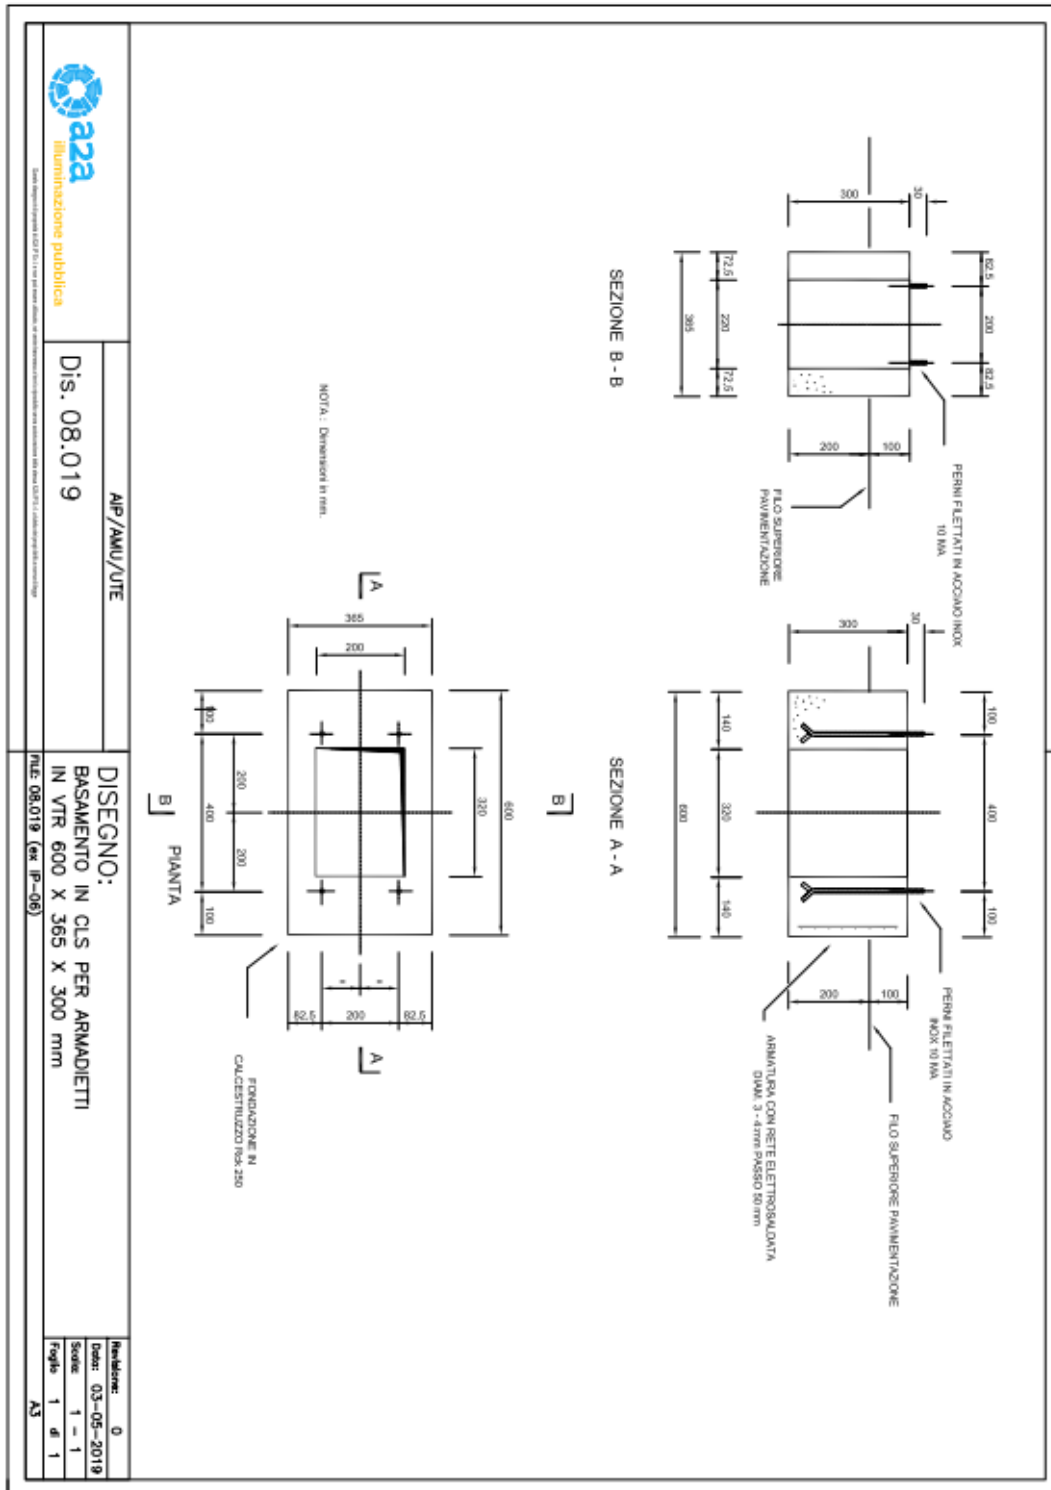 300
30
82.5
200
82.5
72.5
220
72.5
365
200
100
SEZIONE B - B
PERNI FILETTATI IN ACCIAIO INOX
10 MA
FILO SUPERIORE
PAVIMENTAZIONE
300
30
100
400
100
140
320
140
600
200
100
SEZIONE A - A
PERNI FILETTATI IN ACCIAIO
INOX 10 MA
FILO SUPERIORE PAVIMENTAZIONE
ARMATURA CON RETE ELETTROSALDATA
DIAM. 3 - 4 mm PASSO 50 mm
NOTA : Dimensioni in mm.
A
365
200
600
320
100
200
400
200
100
B
B
=
=
82.5
200
82.5
A
PIANTA
FONDAZIONE IN
CALCESTRUZZO Rck 250
a2a
illuminazione pubblica
AIP/AMU/UTE
Dis. 08.019
DISEGNO:
BASAMENTO IN CLS PER ARMADIETTI
IN VTR 600 X 365 X 300 mm
FILE: 08.019 (ex IP-06)
Revisione: 0
Data: 03-05-2019
Scala: 1 - 1
Foglio 1 di 1
A3